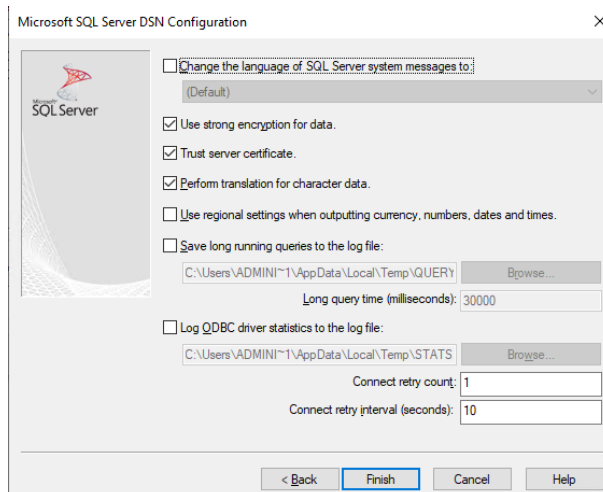 Microsoft SQL Server DSN Configuration
Microsoft
SQL Server
Change the language of SQL Server system messages to:
(Default)
Use strong encryption for data.
Trust server certificate.
Perform translation for character data.
Use regional settings when outputting currency, numbers, dates and times.
Save long running queries to the log file:
C:\Users\ADMINI~1\AppData\Local\Temp\QUERY Browse...
Long query time (milliseconds): 30000
Log ODBC driver statistics to the log file:
C:\Users\ADMINI~1\AppData\Local\Temp\STATS Browse...
Connect retry count: 1
Connect retry interval (seconds): 10
< Back Finish Cancel Help